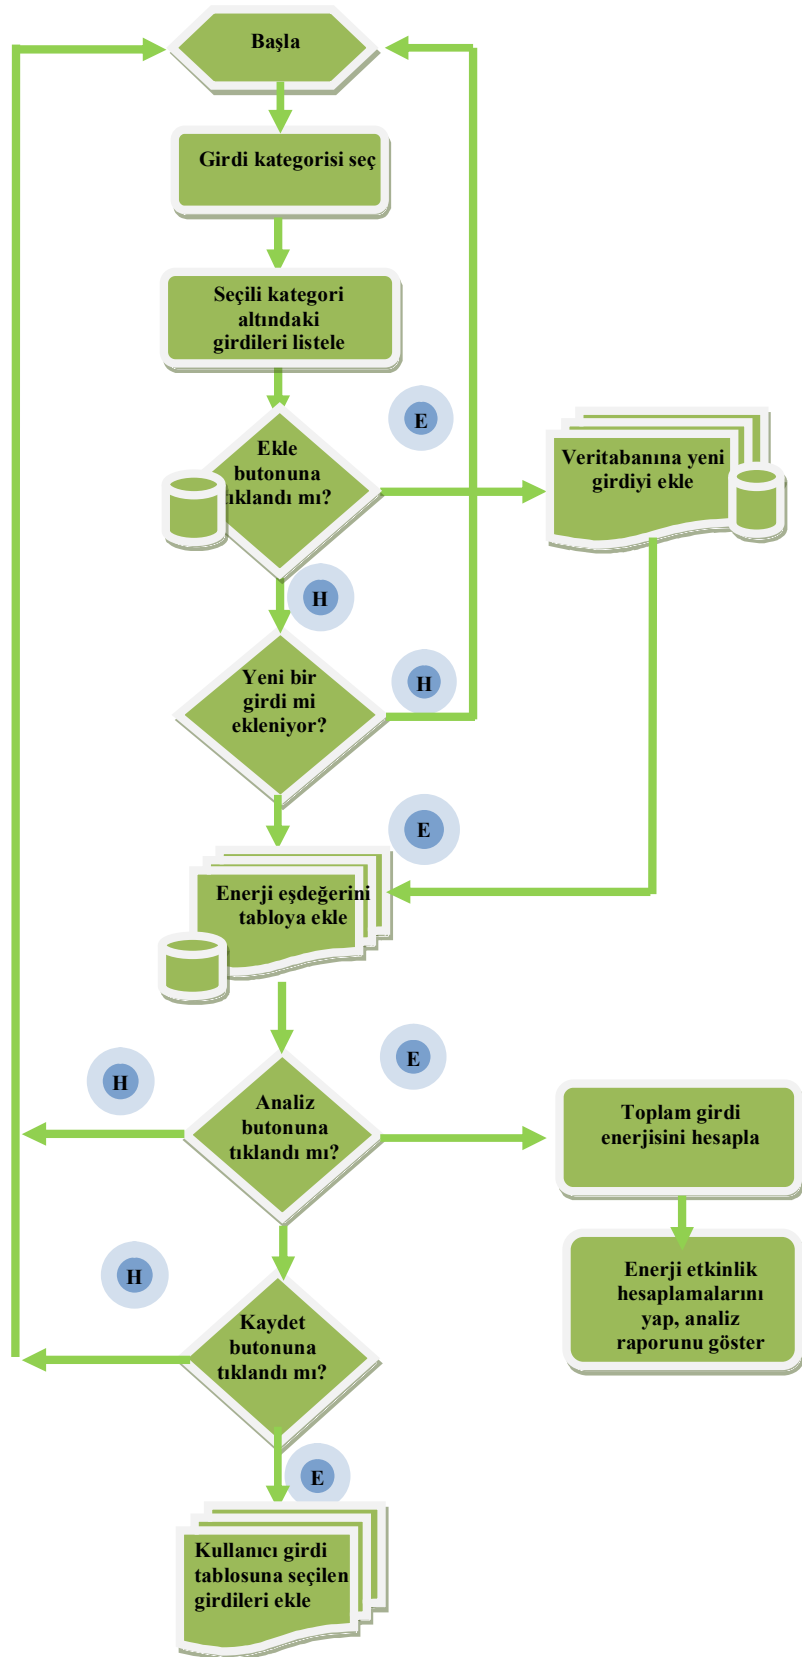 Başla
Girdi kategorisi seç
Seçili kategori
altındaki
girdileri listele
E
Ekle
butonuna
tıklandı mı?
Veritabanına yeni
girdiyi ekle
H
Yeni bir
girdi mi
ekleniyor?
H
E
Enerji eşdeğerini
tabloya ekle
E
H
Analiz
butonuna
tıklandı mı?
Toplam girdi
enerjisini hesapla
H
Enerji etkinlik
hesaplamalarını
yap, analiz
raporunu göster
Kaydet
butonuna
tıklandı mı?
E
Kullanıcı girdi
tablosuna seçilen
girdileri ekle